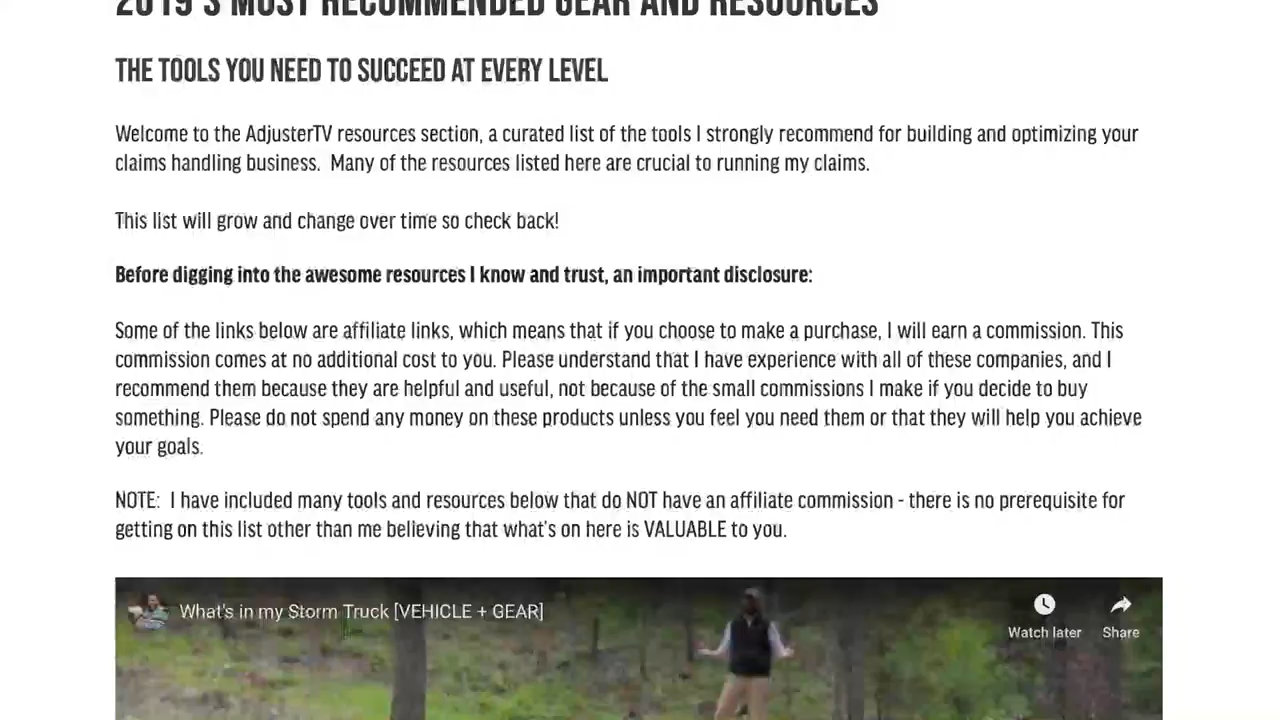 2019'S MOST RECOMMENDED GEAR AND RESOURCES
THE TOOLS YOU NEED TO SUCCEED AT EVERY LEVEL
Welcome to the AdjusterTV resources section, a curated list of the tools I strongly recommend for building and optimizing your
claims handling business.  Many of the resources listed here are crucial to running my claims.
This list will grow and change over time so check back!
Before digging into the awesome resources I know and trust, an important disclosure:
Some of the links below are affiliate links, which means that if you choose to make a purchase, I will earn a commission. This
commission comes at no additional cost to you. Please understand that I have experience with all of these companies, and I
recommend them because they are helpful and useful, not because of the small commissions I make if you decide to buy
something. Please do not spend any money on these products unless you feel you need them or that they will help you achieve
your goals.
NOTE:  I have included many tools and resources below that do NOT have an affiliate commission - there is no prerequisite for
getting on this list other than me believing that what's on here is VALUABLE to you.
What's in my Storm Truck [VEHICLE + GEAR]
Watch later
Share